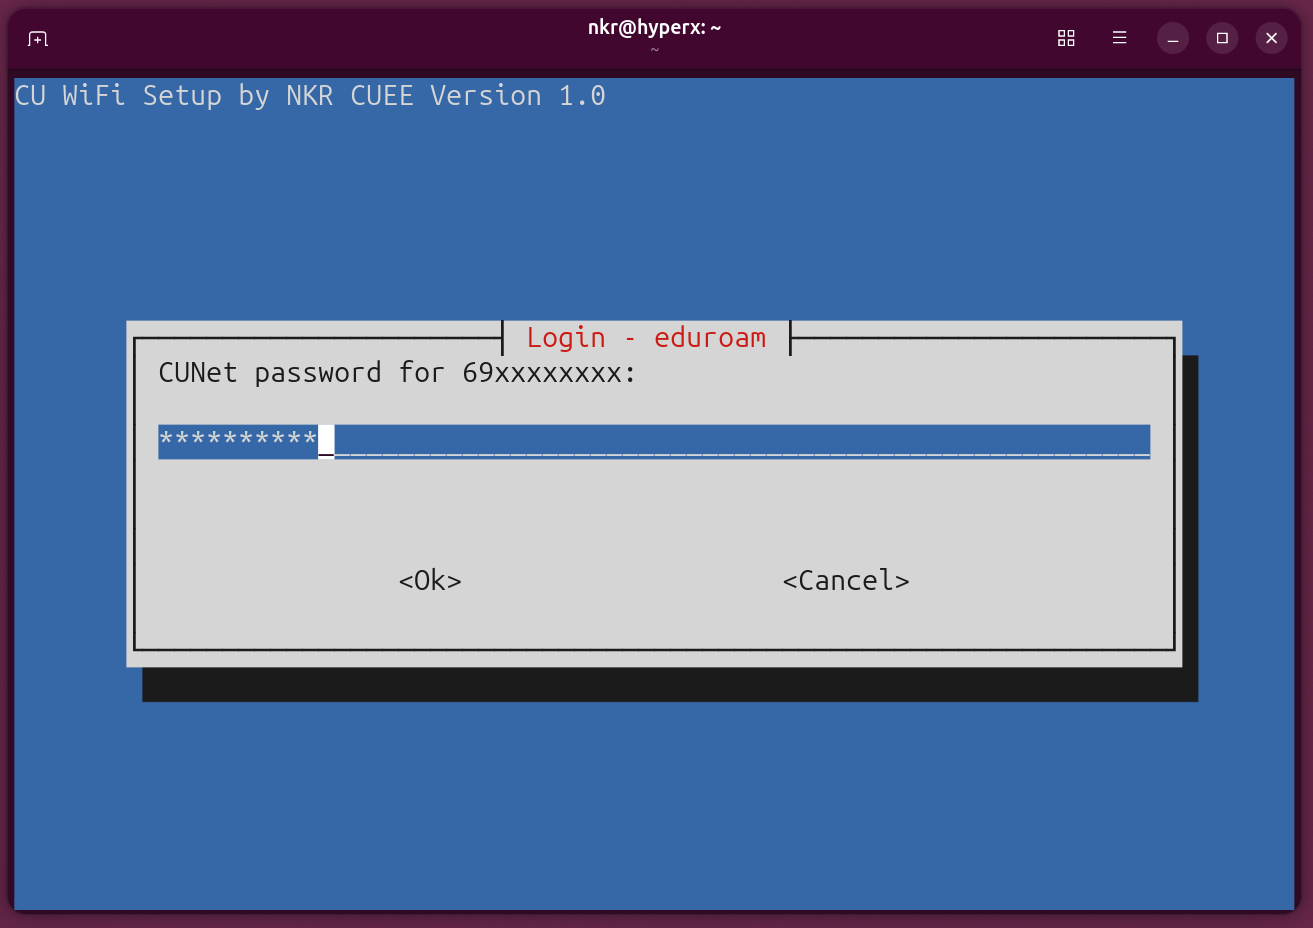 nkr@hyperx: ~
~
CU WiFi Setup by NKR CUEE Version 1.0
Login - eduroam
CUNet password for 69xxxxxxxx:
**********_
<Ok> <Cancel>